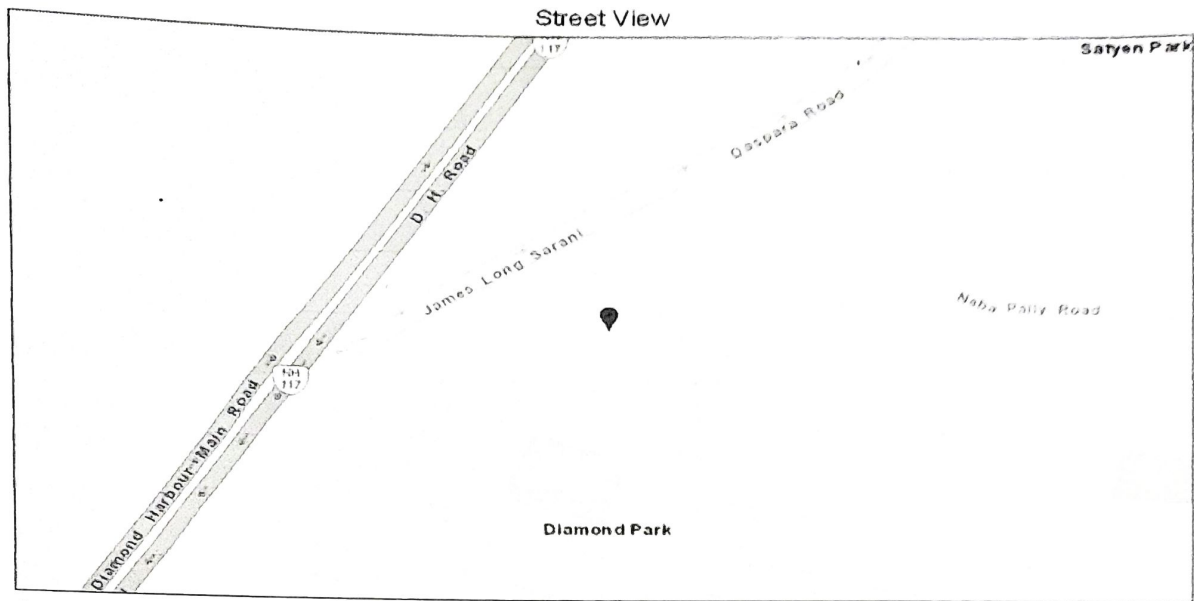 Street View
117
Satyen Park
Daspara Road
D. H. Road
James Long Sarani
Naba Pally Road
NH
117
Diamond Harbour Main Road
Diamond Park